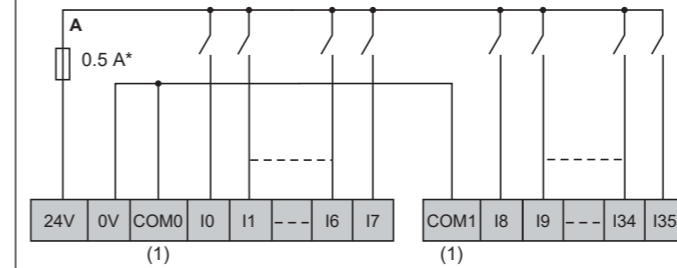 A
0.5 A*
24V 0V COM0 I0 I1 --- I6 I7 COM1 I8 I9 --- I34 I35
(1) (1)